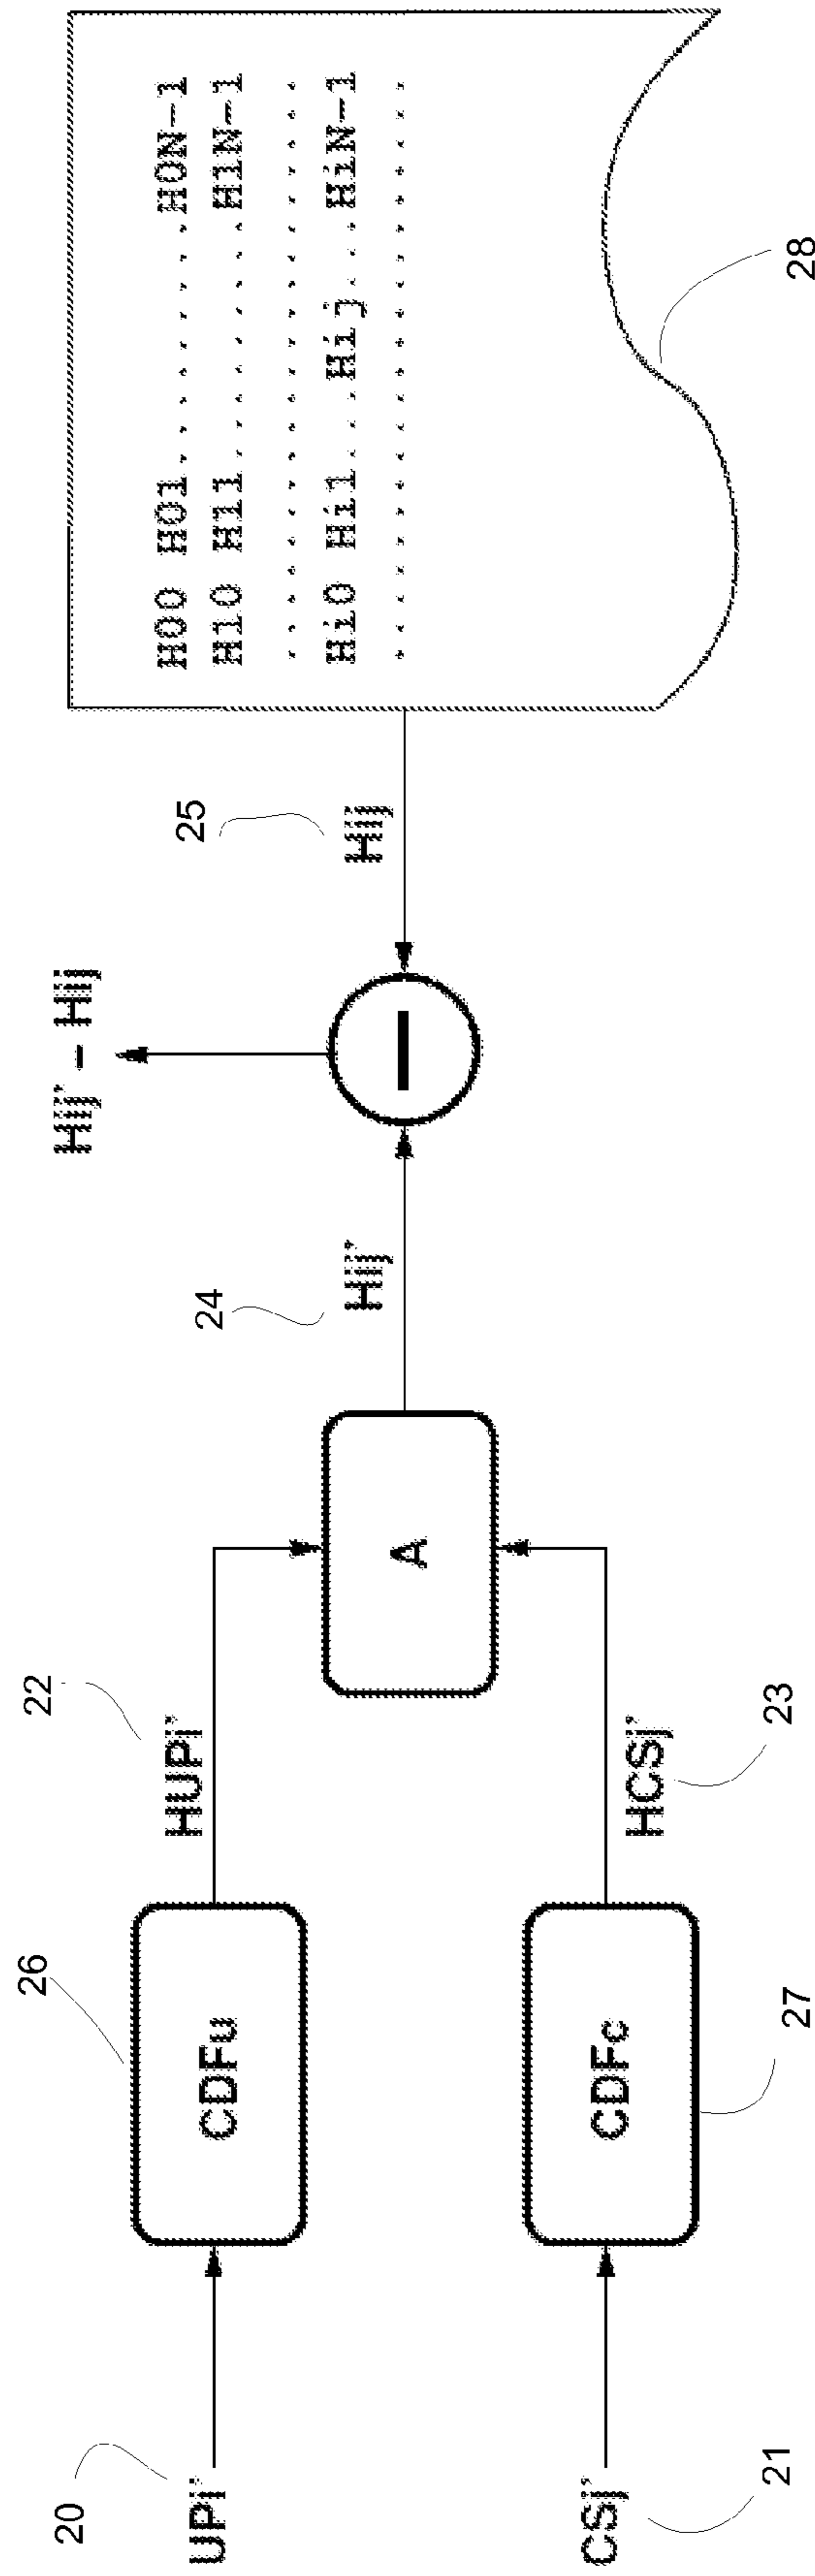 Hij’ – Hij
20
UPi’
26
CDFu
22
HUPi’
24
Hij’
A
25
Hij
H00 H01.........H0N-1
H10 H11.........H1N-1
.....................
Hi0 Hi1...Hij...HiN-1
.....................
28
CSj’
21
CDFc
27
HCSj’
23